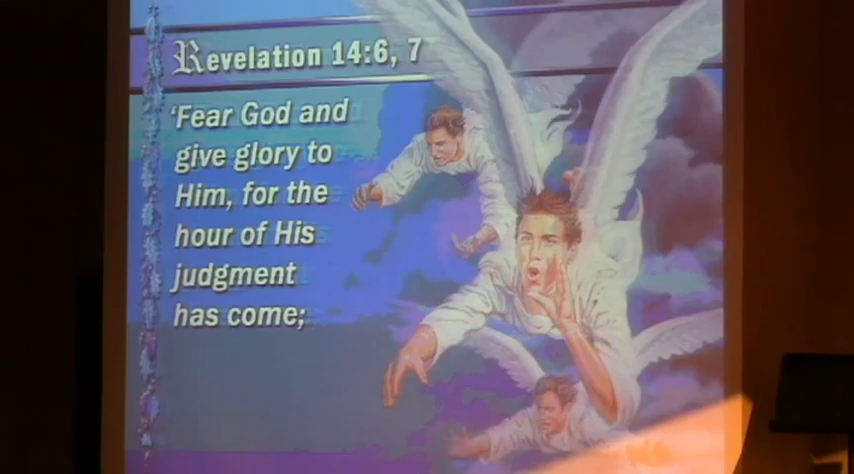 Revelation 14:6, 7
‘Fear God and
give glory to
Him, for the
hour of His
judgment
has come;